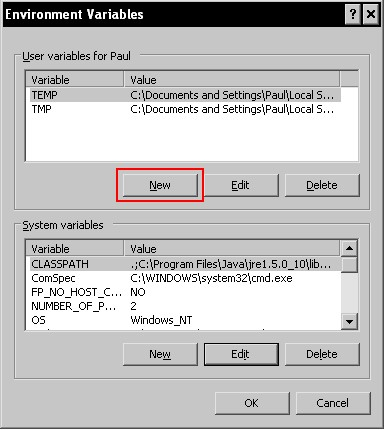 Environment Variables
User variables for Paul
Variable Value
TEMP C:\Documents and Settings\Paul\Local S...
TMP C:\Documents and Settings\Paul\Local S...
New Edit Delete
System variables
Variable Value
CLASSPATH .;C:\Program Files\Java\jre1.5.0_10\lib...
ComSpec C:\WINDOWS\system32\cmd.exe
FP_NO_HOST_C... NO
NUMBER_OF_P... 2
OS Windows_NT
New Edit Delete
OK Cancel